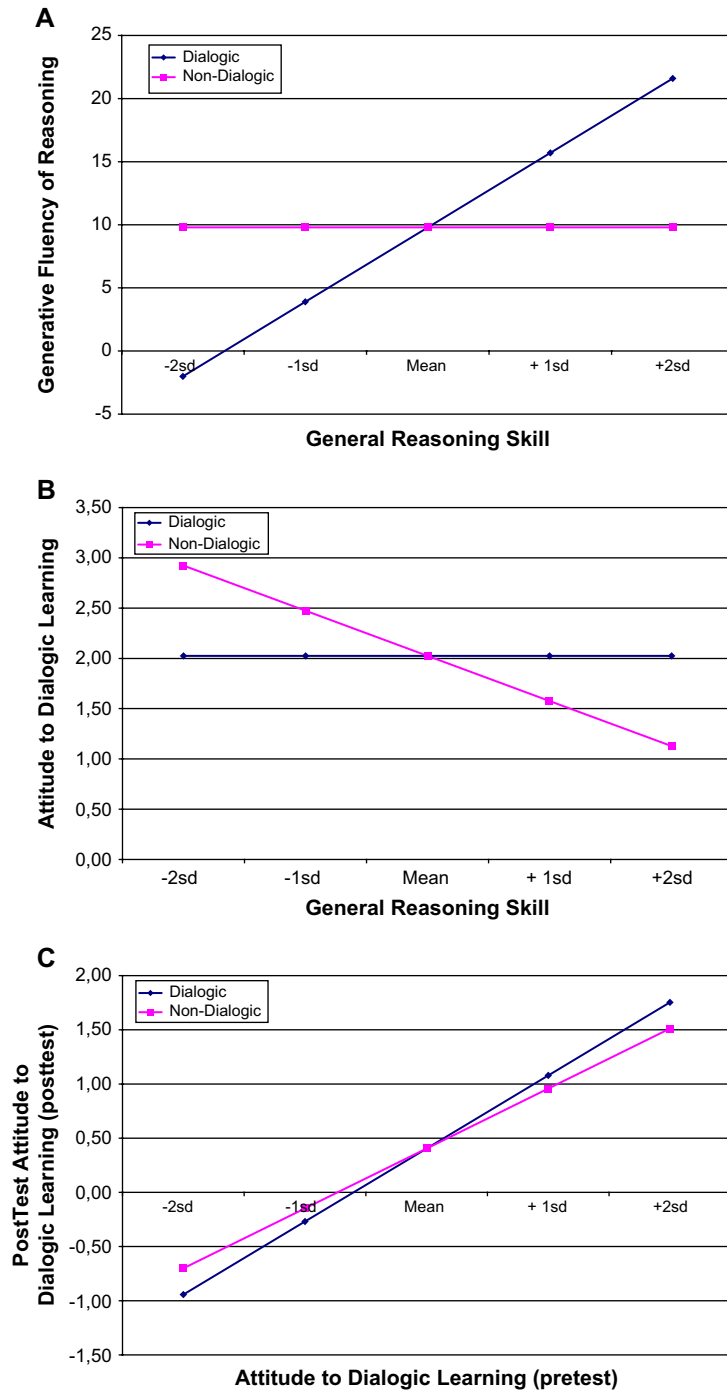 A
25
20
15
10
5
0
-5
Generative Fluency of Reasoning
Dialogic
Non-Dialogic
-2sd -1sd Mean + 1sd +2sd
General Reasoning Skill
B
3,50
3,00
2,50
2,00
1,50
1,00
0,50
0,00
Attitude to Dialogic Learning
Dialogic
Non-Dialogic
-2sd -1sd Mean + 1sd +2sd
General Reasoning Skill
C
2,00
1,50
1,00
0,50
0,00
-0,50
-1,00
-1,50
PostTest Attitude to
Dialogic Learning (posttest)
Dialogic
Non-Dialogic
-2sd -1sd Mean + 1sd +2sd
Attitude to Dialogic Learning (pretest)